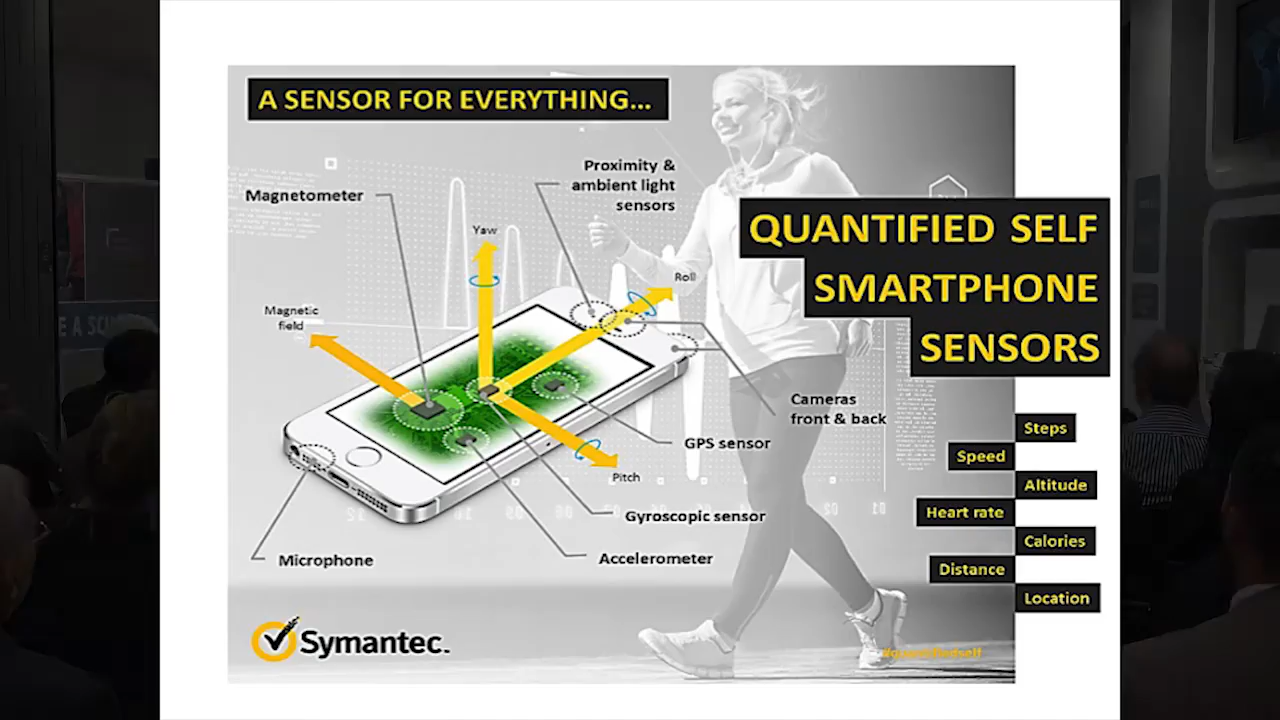 A SENSOR FOR EVERYTHING...
Proximity &
ambient light
sensors
Magnetometer
Yaw
Roll
Magnetic
field
QUANTIFIED SELF
SMARTPHONE
SENSORS
Cameras
front & back
GPS sensor
Pitch
Gyroscopic sensor
Accelerometer
Microphone
Steps
Speed
Altitude
Heart rate
Calories
Distance
Location
Symantec.
#quantifiedself